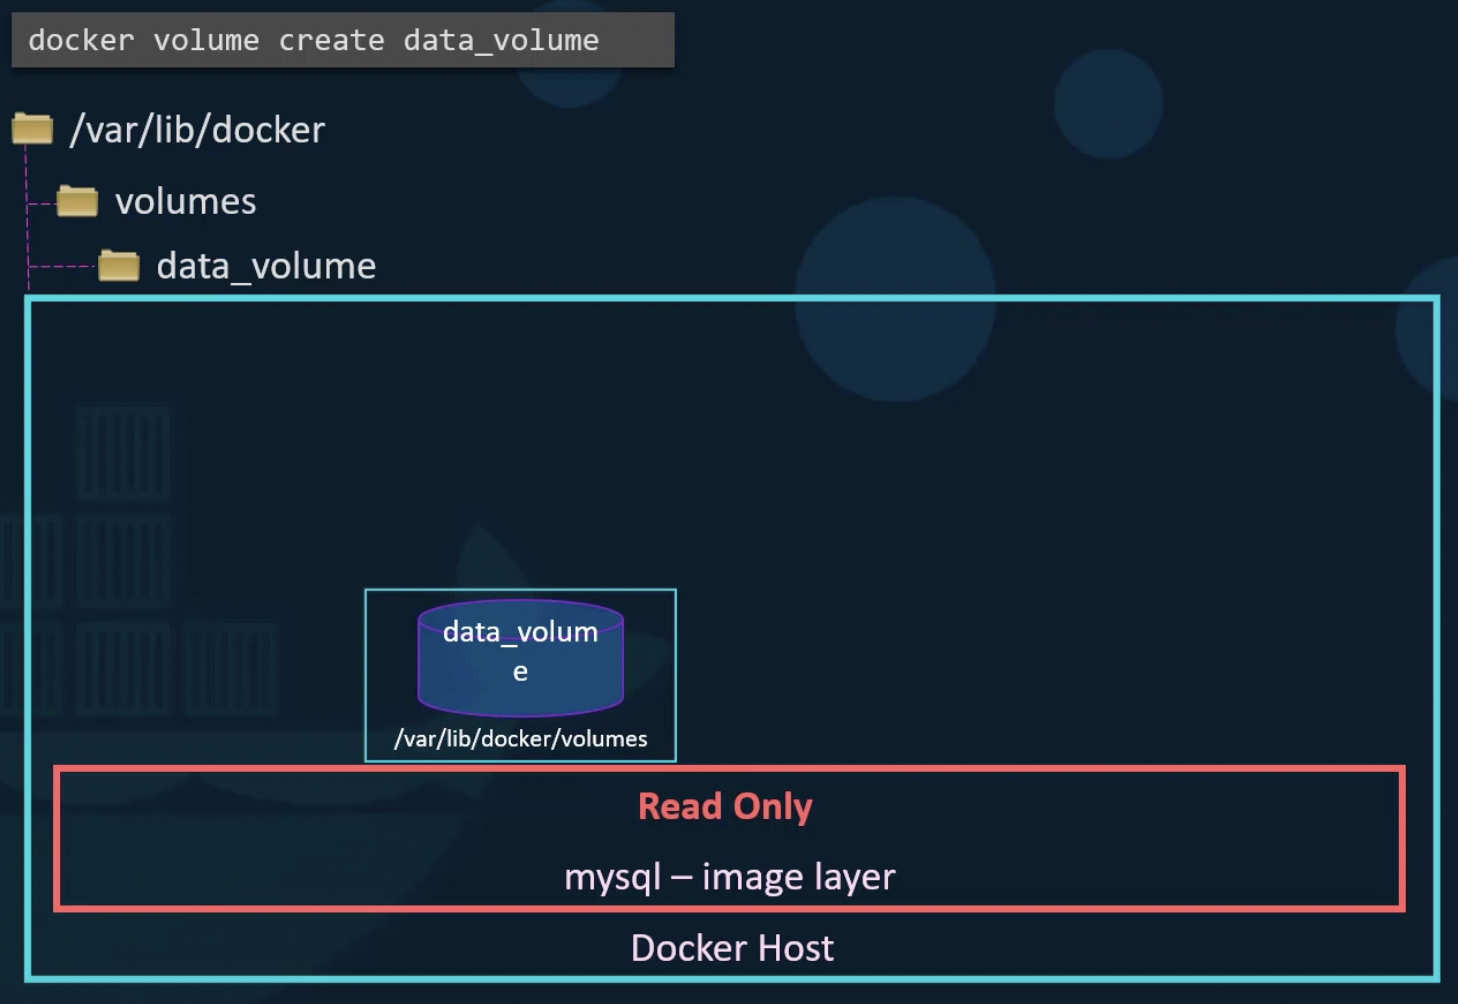 docker volume create data_volume
/var/lib/docker
volumes
data_volume
data_volum
e
/var/lib/docker/volumes
Read Only
mysql – image layer
Docker Host